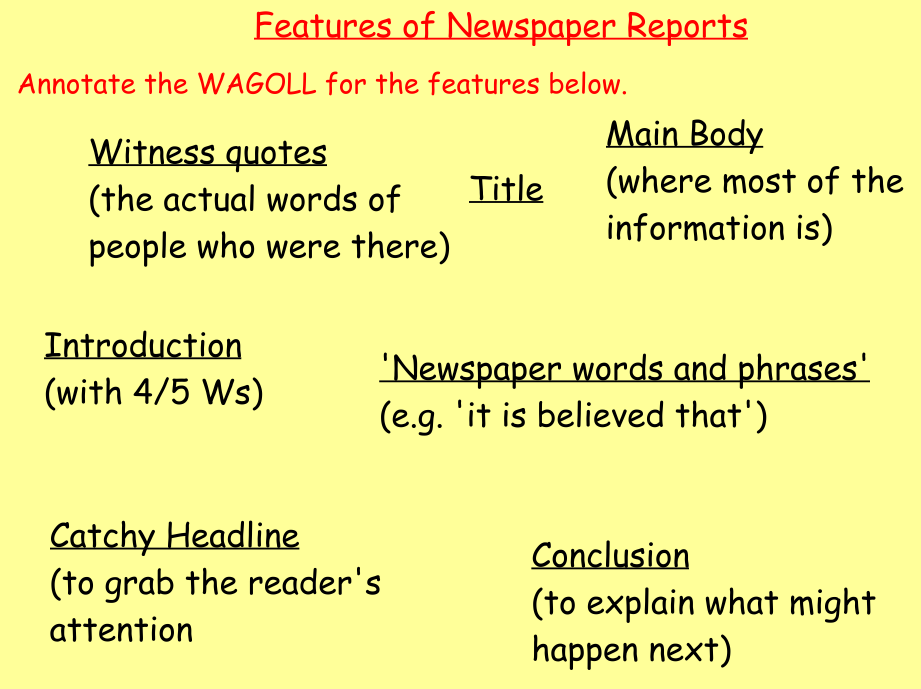 Features of Newspaper Reports
Annotate the WAGOLL for the features below.
Witness quotes
(the actual words of
people who were there)
Title
Main Body
(where most of the
information is)
Introduction
(with 4/5 Ws)
'Newspaper words and phrases'
(e.g. 'it is believed that')
Catchy Headline
(to grab the reader's
attention
Conclusion
(to explain what might
happen next)